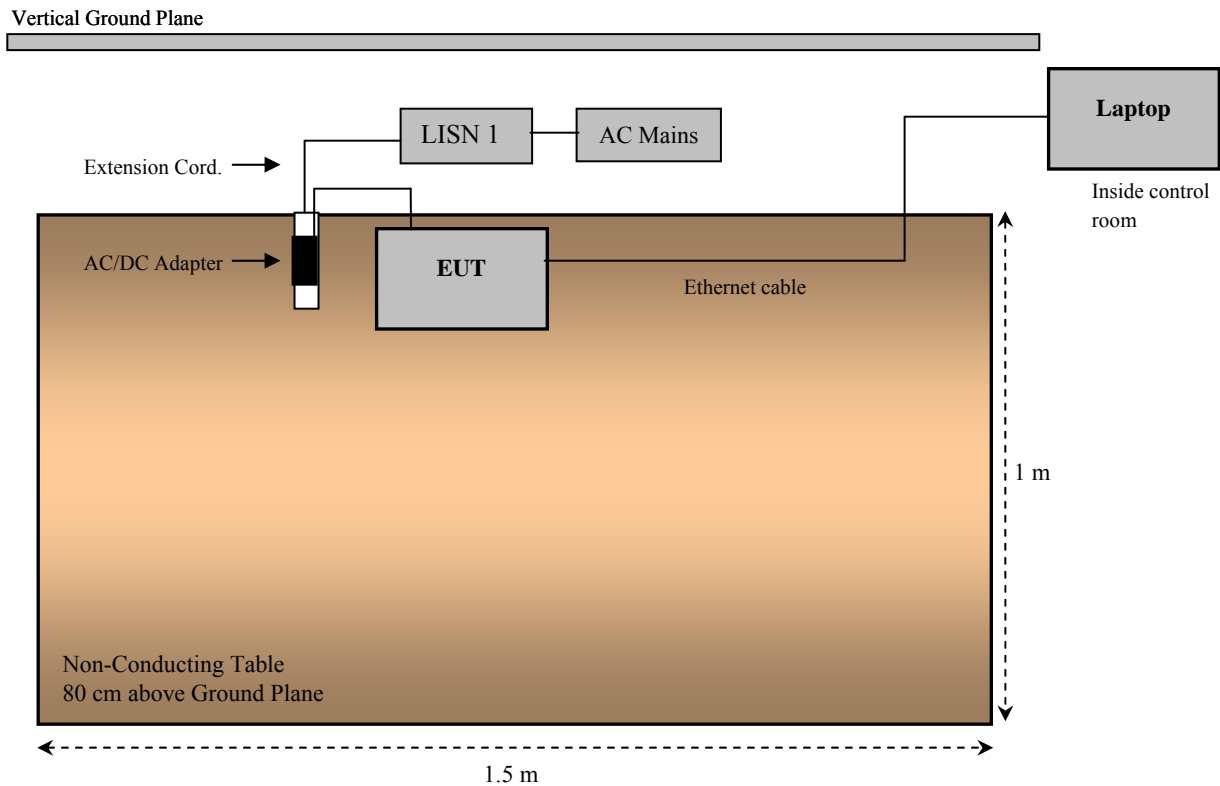 Vertical Ground Plane
Laptop
LISN 1
AC Mains
Extension Cord.
Inside control
room
AC/DC Adapter
EUT
Ethernet cable
1 m
Non-Conducting Table
80 cm above Ground Plane
1.5 m